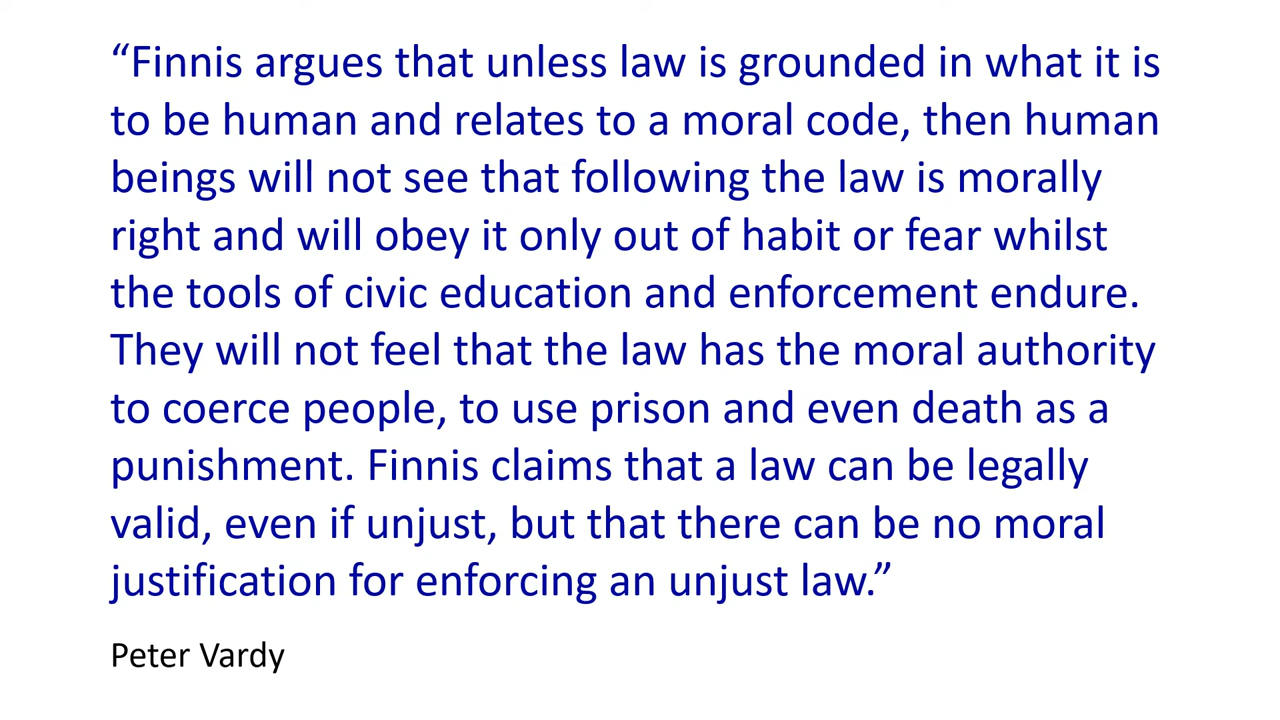 “Finnis argues that unless law is grounded in what it is
to be human and relates to a moral code, then human
beings will not see that following the law is morally
right and will obey it only out of habit or fear whilst
the tools of civic education and enforcement endure.
They will not feel that the law has the moral authority
to coerce people, to use prison and even death as a
punishment. Finnis claims that a law can be legally
valid, even if unjust, but that there can be no moral
justification for enforcing an unjust law.”
Peter Vardy